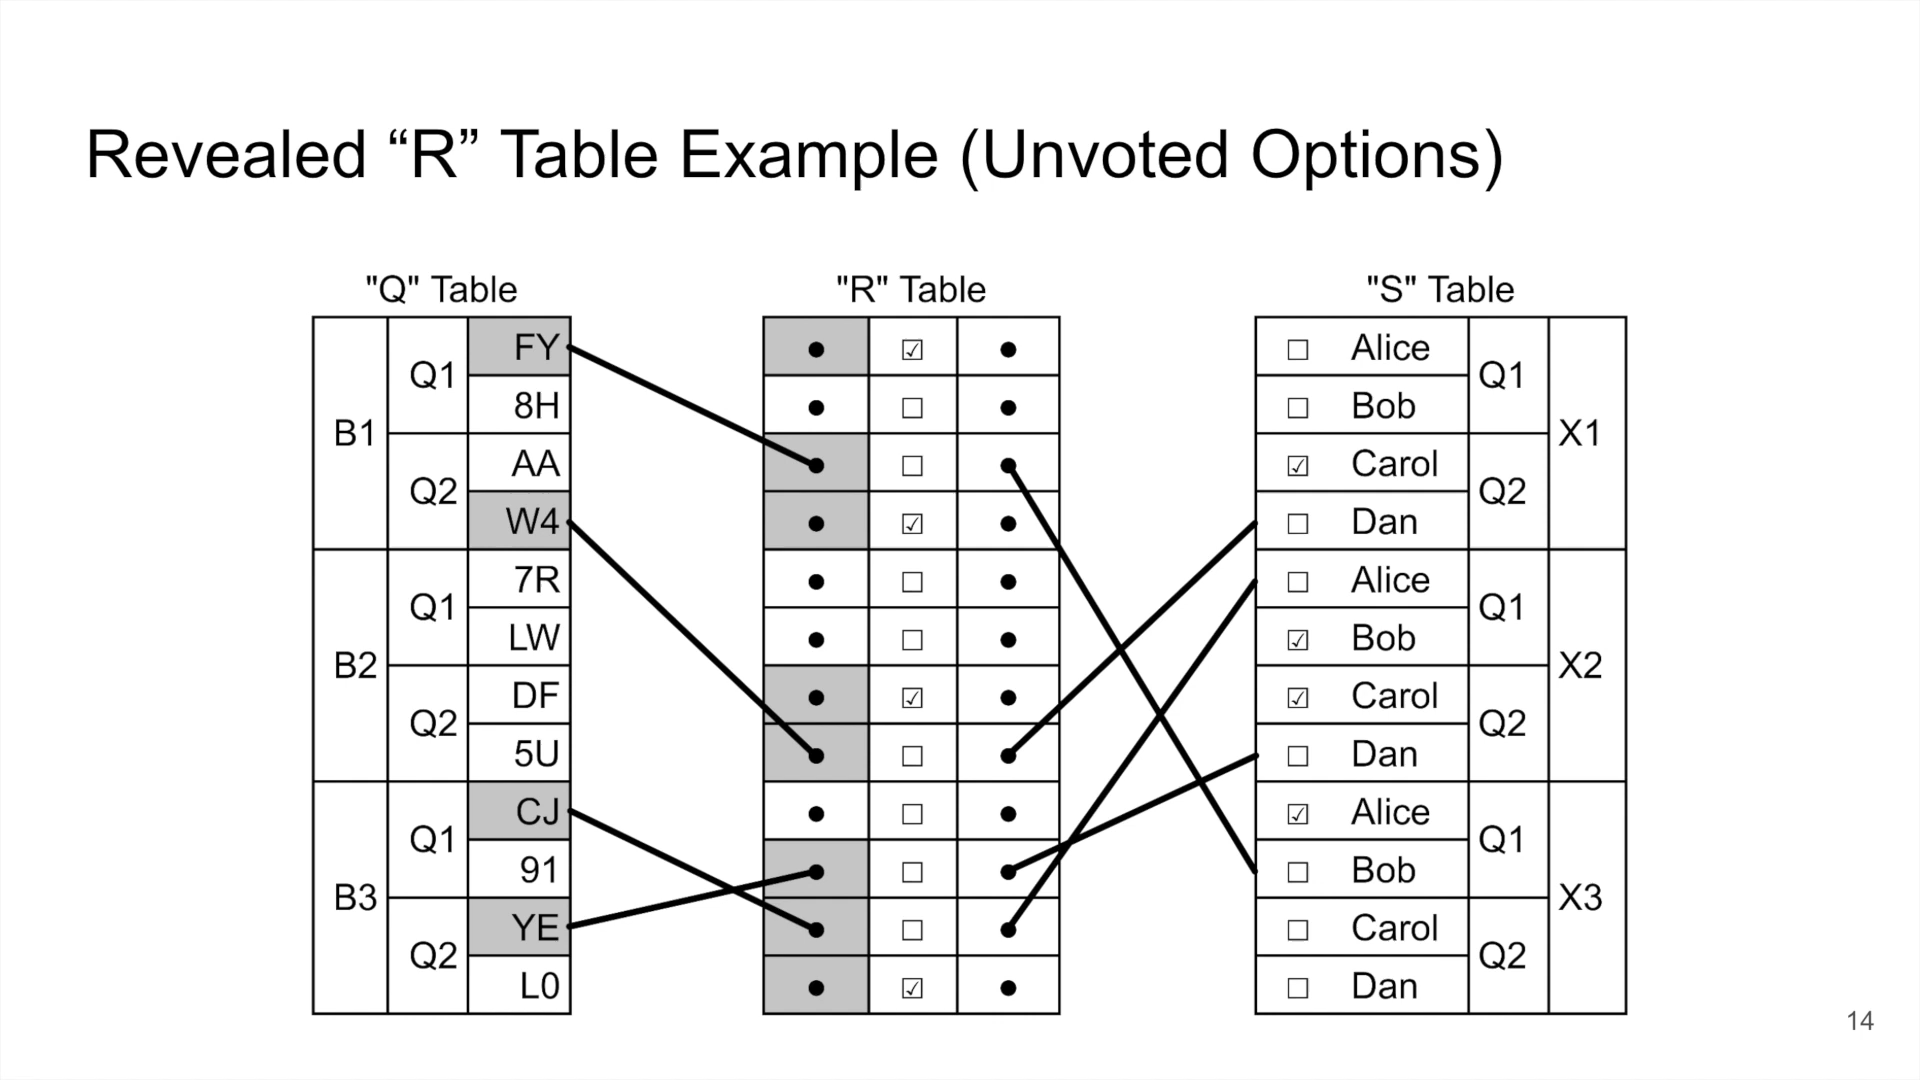 Revealed “R” Table Example (Unvoted Options)
"Q" Table "R" Table "S" Table
FY ● ☑ ● ☐ Alice
Q1 Q1
8H ● ☐ ● ☐ Bob
B1 X1
AA ● ☐ ● ☑ Carol
Q2 Q2
W4 ● ☑ ● ☐ Dan
7R ● ☐ ● ☐ Alice
Q1 Q1
LW ● ☐ ● ☑ Bob
B2 X2
DF ● ☑ ● ☑ Carol
Q2 Q2
5U ● ☐ ● ☐ Dan
CJ ● ☐ ● ☑ Alice
Q1 Q1
91 ● ☐ ● ☐ Bob
B3 X3
YE ● ☐ ● ☐ Carol
Q2 Q2
L0 ● ☑ ● ☐ Dan
14